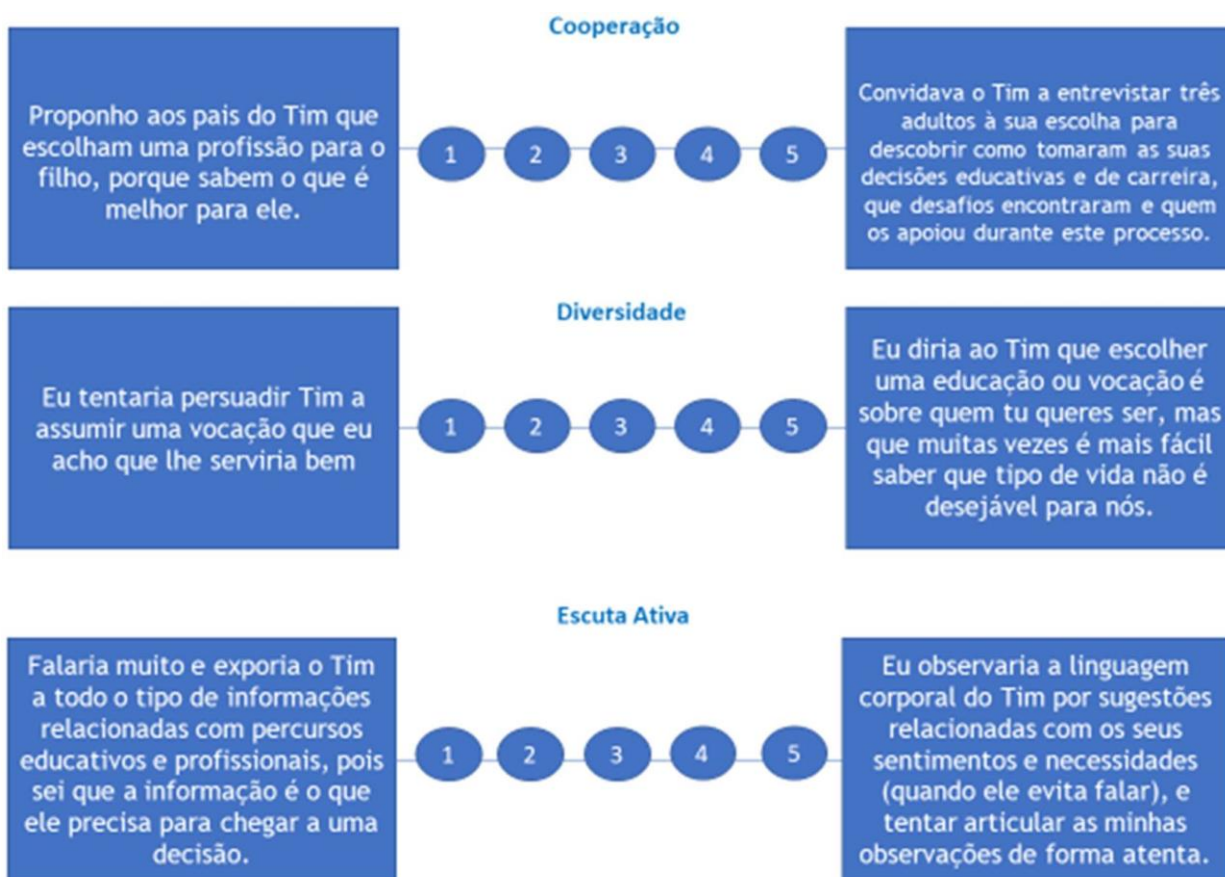 Cooperação
Proponho aos pais do Tim que
escolham uma profissão para o
filho, porque sabem o que é
melhor para ele.
1 2 3 4 5
Convidava o Tim a entrevistar três
adultos à sua escolha para
descobrir como tomaram as suas
decisões educativas e de carreira,
que desafios encontraram e quem
os apoiou durante este processo.
Diversidade
Eu tentaria persuadir Tim a
assumir uma vocação que eu
acho que lhe serviria bem
1 2 3 4 5
Eu diria ao Tim que escolher
uma educação ou vocação é
sobre quem tu queres ser, mas
que muitas vezes é mais fácil
saber que tipo de vida não é
desejável para nós.
Escuta Ativa
Falaria muito e exporia o Tim
a todo o tipo de informações
relacionadas com percursos
educativos e profissionais, pois
sei que a informação é o que
ele precisa para chegar a uma
decisão.
1 2 3 4 5
Eu observaria a linguagem
corporal do Tim por sugestões
relacionadas com os seus
sentimentos e necessidades
(quando ele evita falar), e
tentar articular as minhas
observações de forma atenta.